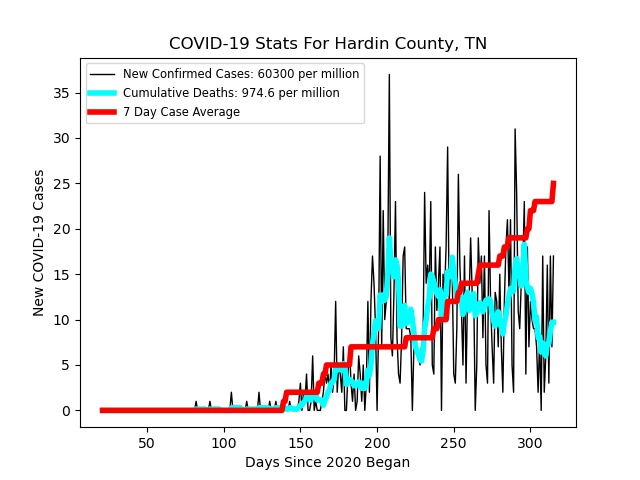 COVID-19 Stats For Hardin County, TN
New Confirmed Cases: 60300 per million
Cumulative Deaths: 974.6 per million
7 Day Case Average
New COVID-19 Cases
35
30
25
20
15
10
5
0
50 100 150 200 250 300
Days Since 2020 Began